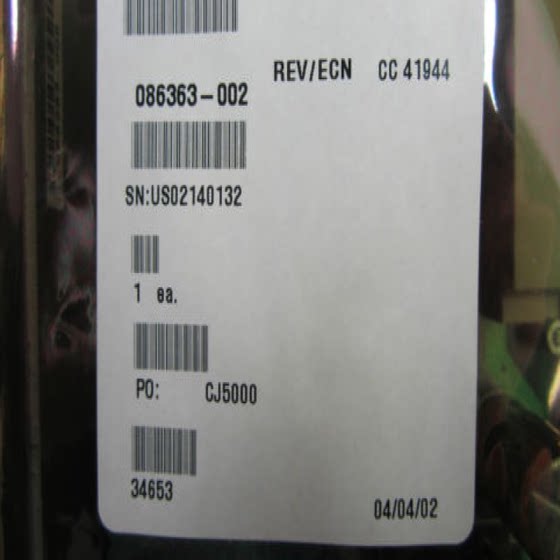 REV/ECN CC 41944
086363-002
SN:US02140132
1 ea.
PO: CJ5000
34653
04/04/02